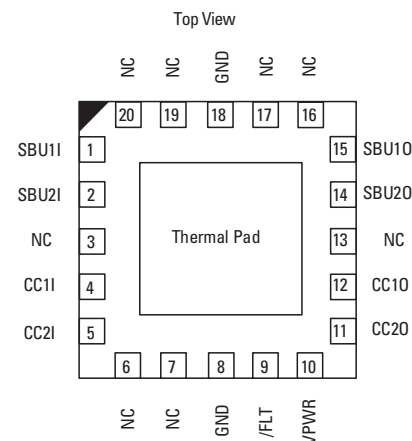 Top View
NC NC GND NC NC
20 19 18 17 16
SBU1I 1 15 SBU1O
SBU2I 2 14 SBU2O
NC 3 Thermal Pad 13 NC
CC1I 4 12 CC1O
CC2I 5 11 CC2O
6 7 8 9 10
NC NC GND /FLT /PWR